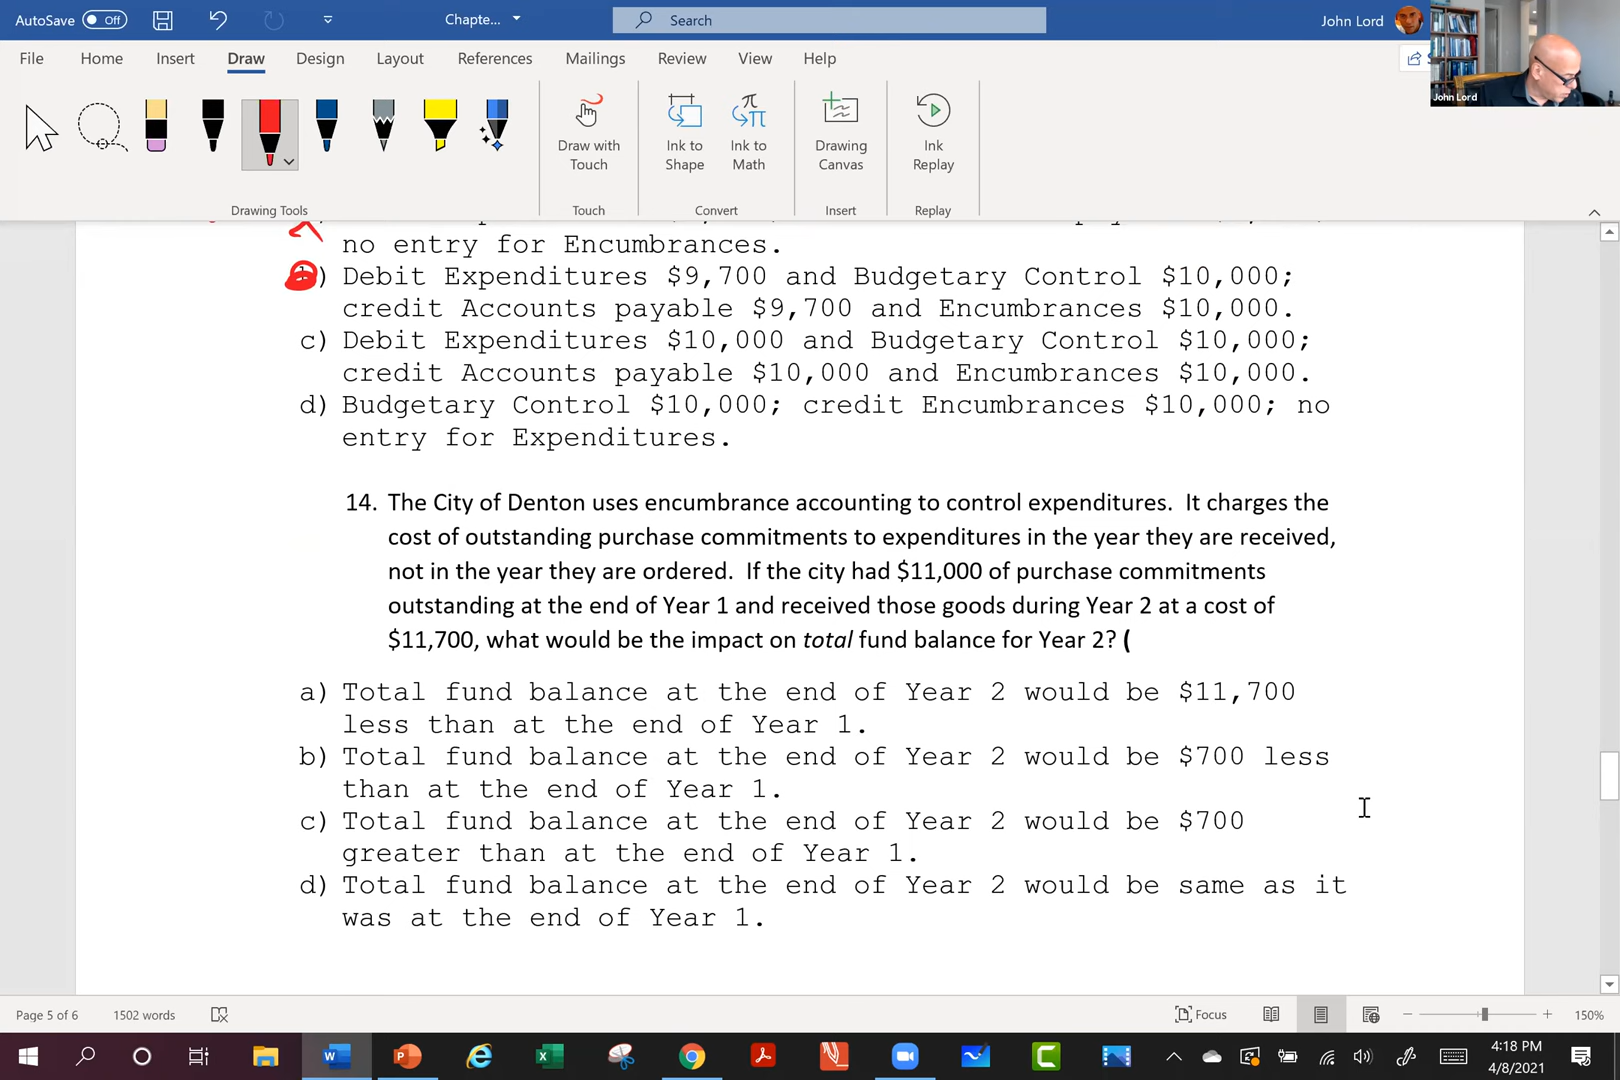 AutoSave Off Chapte... Search John Lord
File Home Insert Draw Design Layout References Mailings Review View Help
John Lord
Draw with Touch
Ink to Shape
Ink to Math
Drawing Canvas
Ink Replay
Drawing Tools Touch Convert Insert Replay
no entry for Encumbrances.
) Debit Expenditures $9,700 and Budgetary Control $10,000;
credit Accounts payable $9,700 and Encumbrances $10,000.
c) Debit Expenditures $10,000 and Budgetary Control $10,000;
credit Accounts payable $10,000 and Encumbrances $10,000.
d) Budgetary Control $10,000; credit Encumbrances $10,000; no
entry for Expenditures.
14. The City of Denton uses encumbrance accounting to control expenditures. It charges the
cost of outstanding purchase commitments to expenditures in the year they are received,
not in the year they are ordered. If the city had $11,000 of purchase commitments
outstanding at the end of Year 1 and received those goods during Year 2 at a cost of
$11,700, what would be the impact on total fund balance for Year 2? (
a) Total fund balance at the end of Year 2 would be $11,700
less than at the end of Year 1.
b) Total fund balance at the end of Year 2 would be $700 less
than at the end of Year 1.
c) Total fund balance at the end of Year 2 would be $700
greater than at the end of Year 1.
d) Total fund balance at the end of Year 2 would be same as it
was at the end of Year 1.
Page 5 of 6 1502 words Focus 150%
4:18 PM
4/8/2021